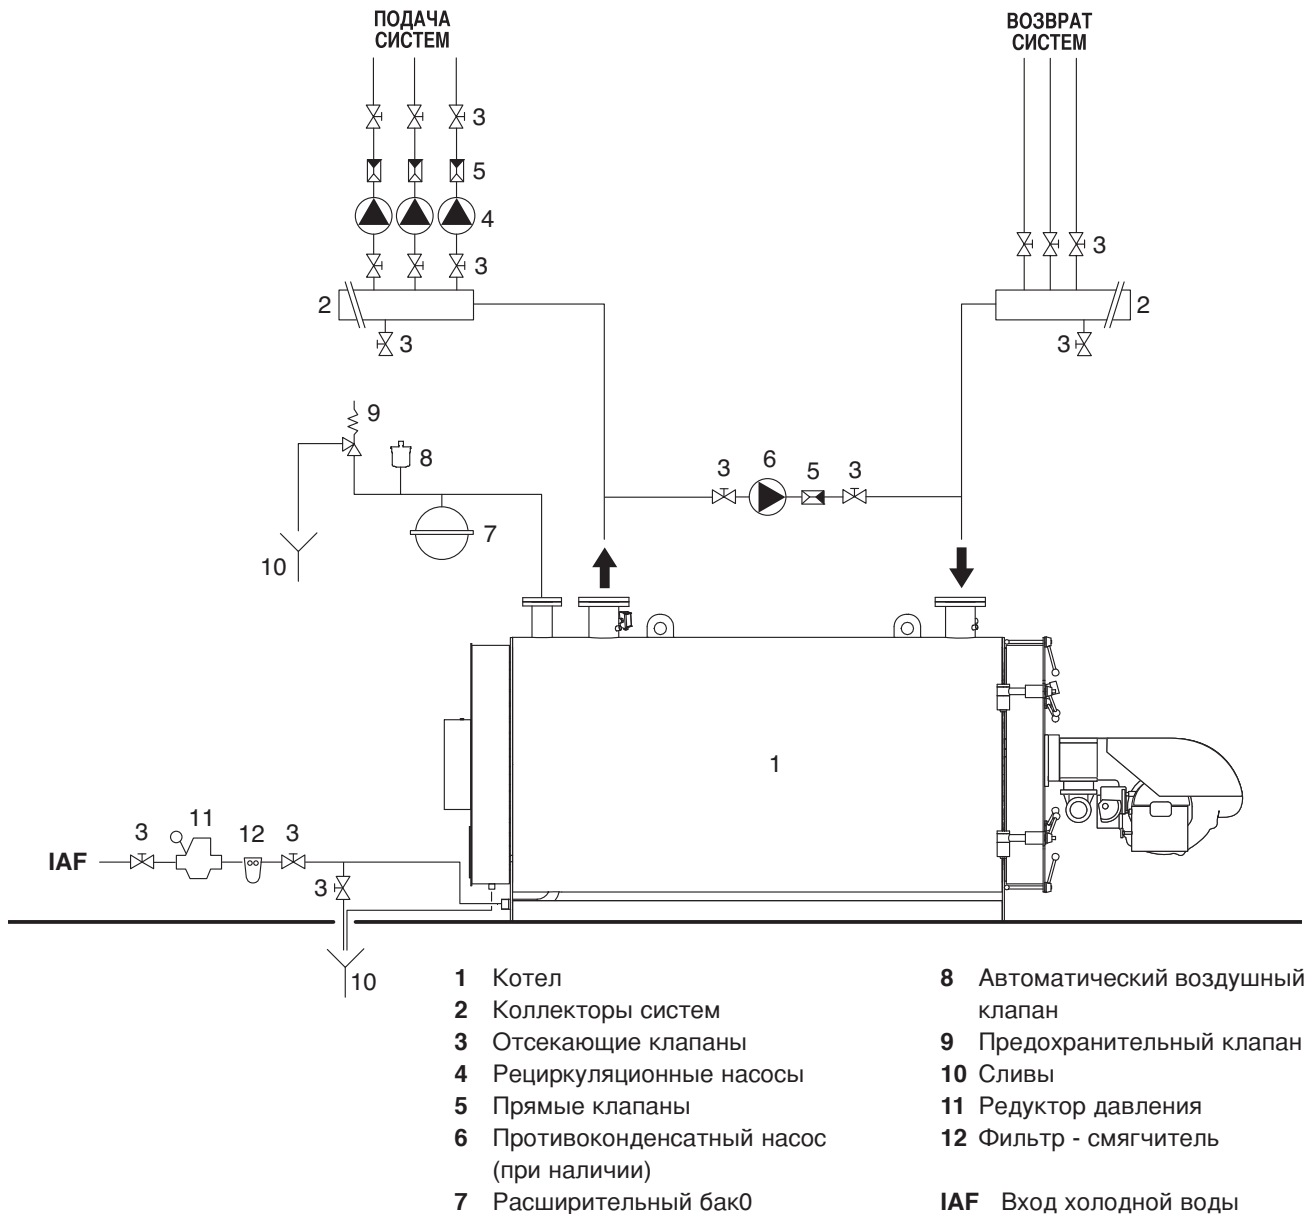 ПОДАЧА
СИСТЕМ
ВОЗВРАТ
СИСТЕМ
3
5
4
3
3
2
2
3
3
9
8
3
6
5
3
7
10
1
11
3
12
3
IAF
3
10
1 Котел
2 Коллекторы систем
3 Отсекающие клапаны
4 Рециркуляционные насосы
5 Прямые клапаны
6 Противоконденсатный насос
(при наличии)
7 Расширительный бак0
8 Автоматический воздушный
клапан
9 Предохранительный клапан
10 Сливы
11 Редуктор давления
12 Фильтр - смягчитель
IAF Вход холодной воды